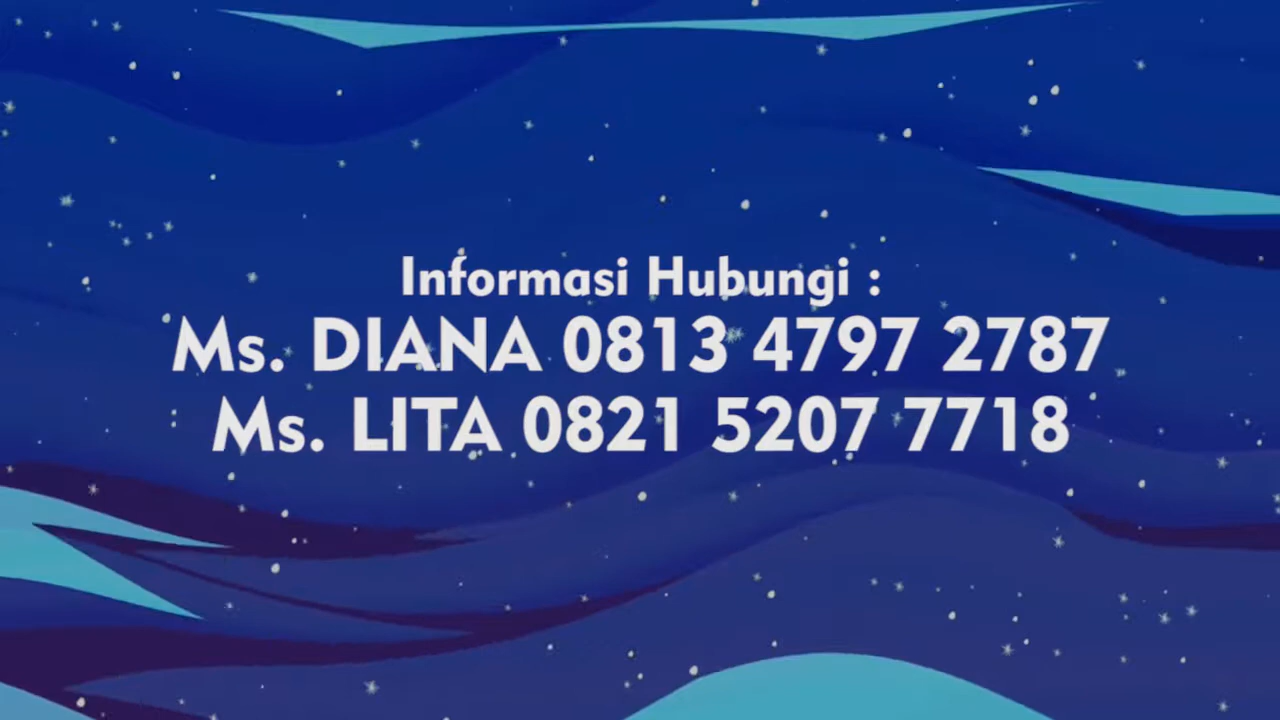 Informasi Hubungi :
Ms. DIANA 0813 4797 2787
Ms. LITA 0821 5207 7718